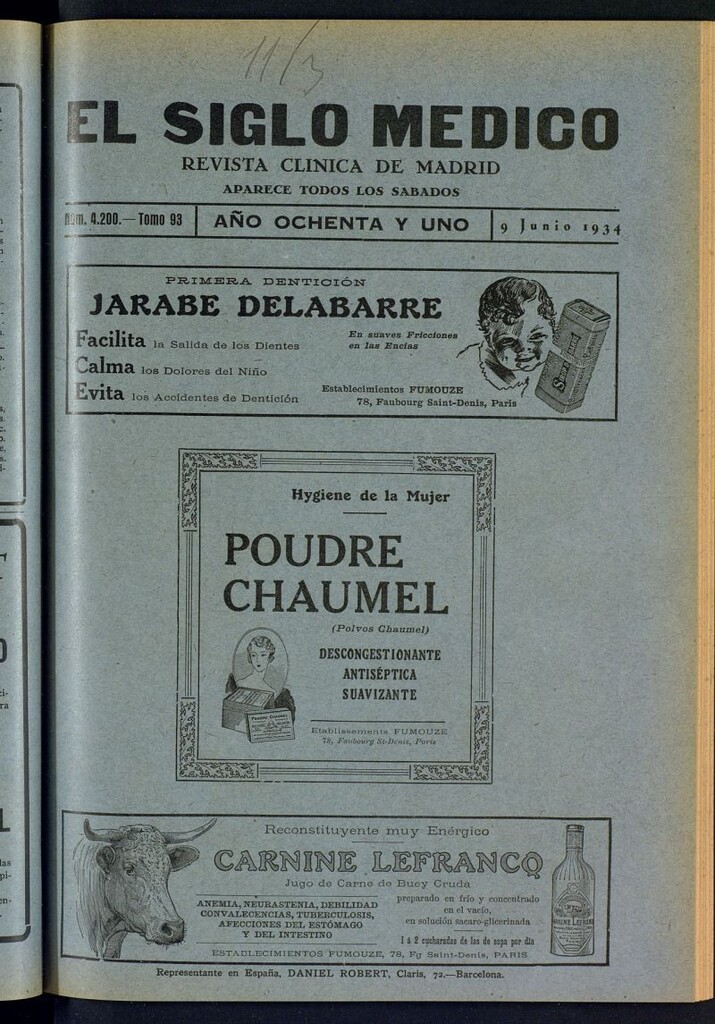 11/3
EL SIGLO MEDICO
REVISTA CLINICA DE MADRID
APARECE TODOS LOS SABADOS
Núm. 4.200.—Tomo 93
AÑO OCHENTA Y UNO
9 Junio 1934
PRIMERA DENTICIÓN
JARABE DELABARRE
Facilita la Salida de los Dientes
Calma los Dolores del Niño
Evita los Accidentes de Dentición
En suaves Fricciones
en las Encías
Establecimientos FUMOUZE
78, Faubourg Saint-Denis, Paris
Hygiene de la Mujer
POUDRE
CHAUMEL
(Polvos Chaumel)
DESCONGESTIONANTE
ANTISÉPTICA
SUAVIZANTE
Etablissements FUMOUZE
78, Faubourg St-Denis, Paris
Reconstituyente muy Enérgico
CARNINE LEFRANCQ
Jugo de Carne de Buey Cruda
ANEMIA, NEURASTENIA, DEBILIDAD
CONVALECENCIAS, TUBERCULOSIS,
AFECCIONES DEL ESTÓMAGO
Y DEL INTESTINO
preparado en frío y concentrado
en el vacío,
en solución sacaro-glicerinada
1 á 2 cucharadas de las de sopa por día
ESTABLECIMIENTOS FUMOUZE, 78, Fg Saint-Denis, PARIS
Representante en España, DANIEL ROBERT, Claris, 72.—Barcelona.